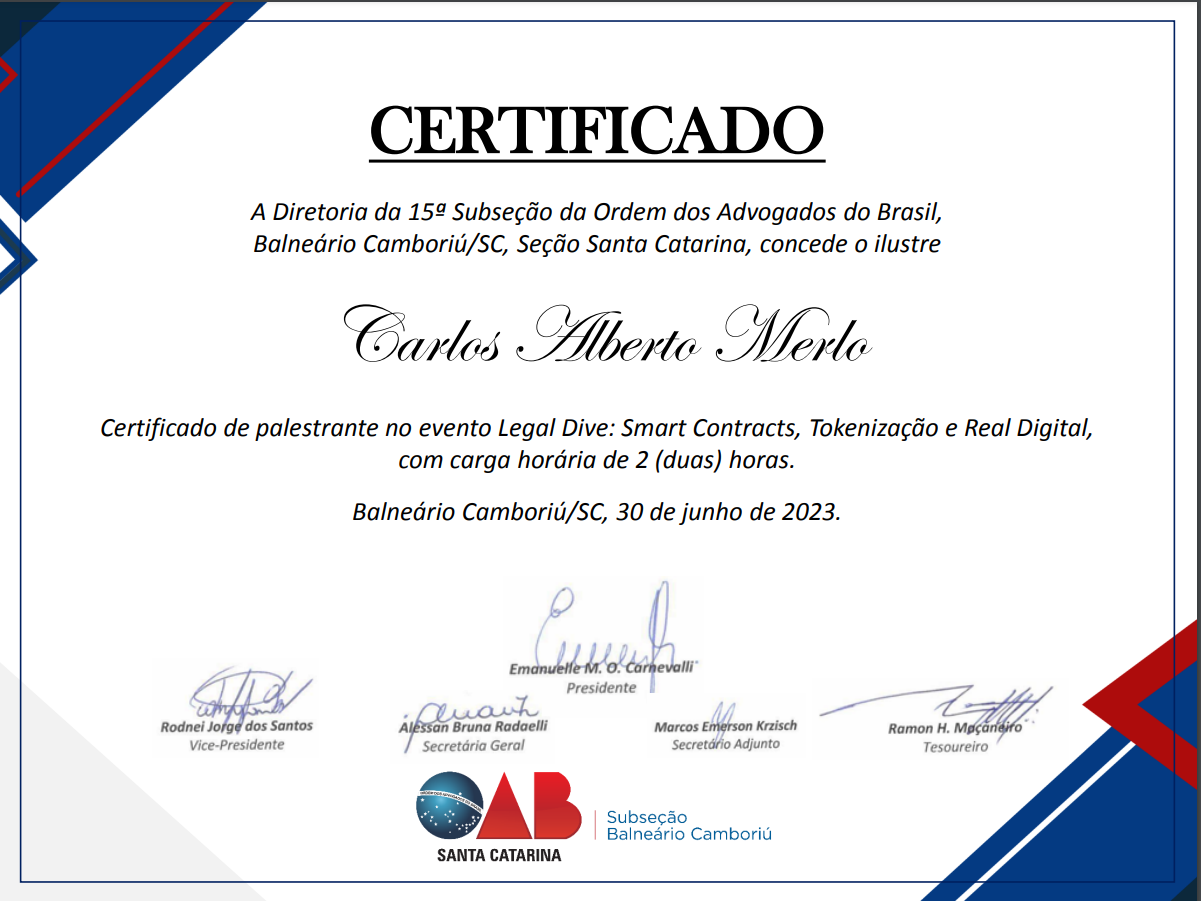 CERTIFICADO
A Diretoria da 15ª Subseção da Ordem dos Advogados do Brasil,
Balneário Camboriú/SC, Seção Santa Catarina, concede o ilustre
Carlos Alberto Merlo
Certificado de palestrante no evento Legal Dive: Smart Contracts, Tokenização e Real Digital,
com carga horária de 2 (duas) horas.
Balneário Camboriú/SC, 30 de junho de 2023.
Emanuelle M. O. Carnevalli
Presidente
Rodnei Jorge dos Santos
Vice-Presidente
Alessan Bruna Radaelli
Secretária Geral
Marcos Emerson Krzisch
Secretário Adjunto
Ramon H. Maçaneiro
Tesoureiro
OAB
SANTA CATARINA
Subseção
Balneário Camboriú